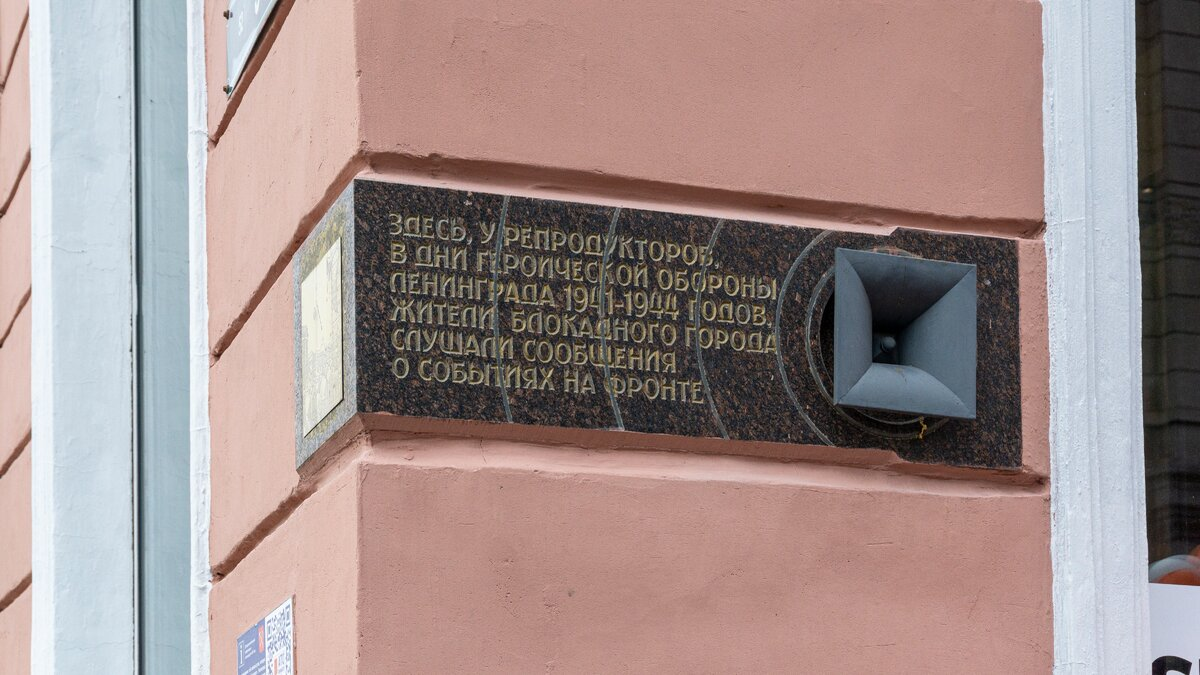 ЗДЕСЬ, У РЕПРОДУКТОРОВ,
В ДНИ ГЕРОИЧЕСКОЙ ОБОРОНЫ
ЛЕНИНГРАДА 1941-1944 ГОДОВ,
ЖИТЕЛИ БЛОКАДНОГО ГОРОДА
СЛУШАЛИ СООБЩЕНИЯ
О СОБЫТИЯХ НА ФРОНТЕ